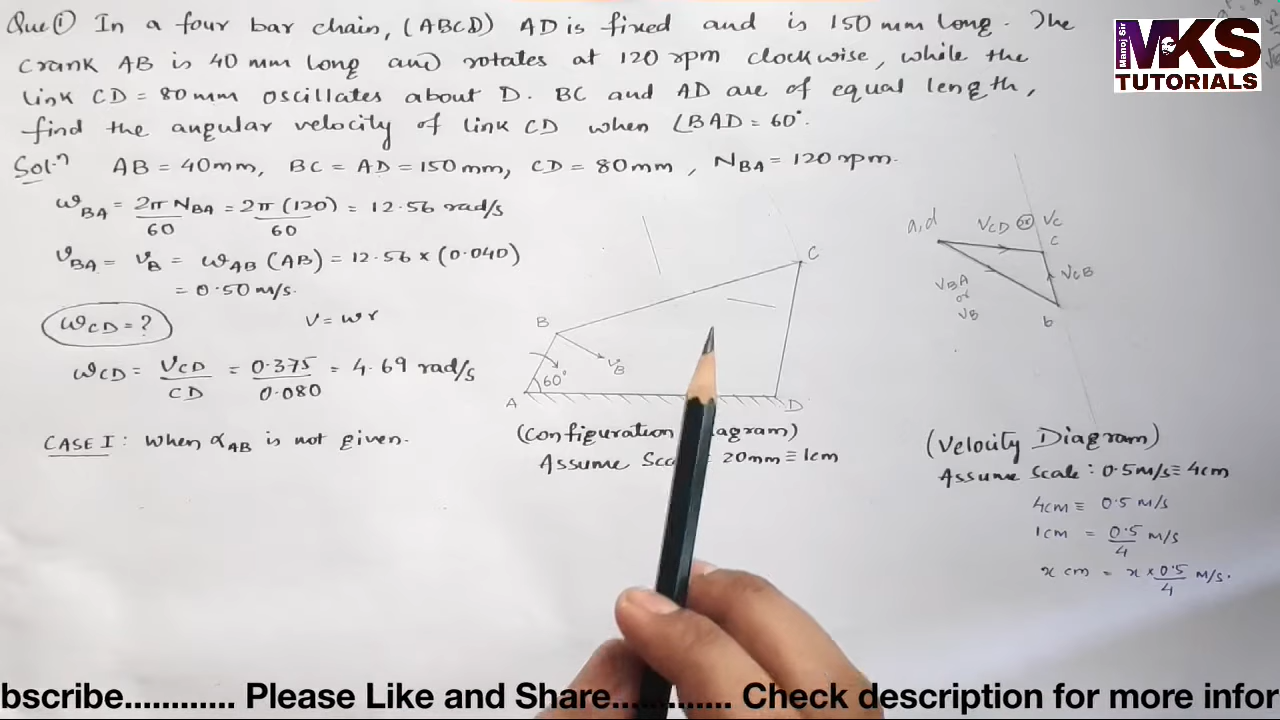 Que ① In a four bar chain, (ABCD) AD is fixed and is 150 mm long. The
crank AB is 40 mm long and rotates at 120 rpm clockwise, while the
link CD = 80mm oscillates about D. BC and AD are of equal length,
find the angular velocity of link CD when ∠BAD = 60°.
Manoj Sir
MKS
TUTORIALS
Sol.ⁿ AB = 40mm, BC = AD = 150mm, CD = 80mm, N_BA = 120 rpm.
ω_BA = 2π N_BA / 60 = 2π (120) / 60 = 12.56 rad/s
V_BA = V_B = ω_AB (AB) = 12.56 × (0.040)
= 0.50 m/s.
ω_CD = ?
V = ωr
ω_CD = V_CD / CD = 0.375 / 0.080 = 4.69 rad/s
CASE I : When α_AB is not given.
B
C
V_B
60°
A
D
(Configuration
agram)
Assume
20mm ≡ 1cm
a,d
V_CD or V_C
c
V_CB
V_BA
or
V_B
b
(Velocity Diagram)
Assume scale : 0.5 m/s ≡ 4cm
4cm ≡ 0.5 m/s
1cm = 0.5 / 4 m/s
x cm = x × 0.5 / 4 m/s.
bscribe............ Please Like and Share............. Check description for more infor